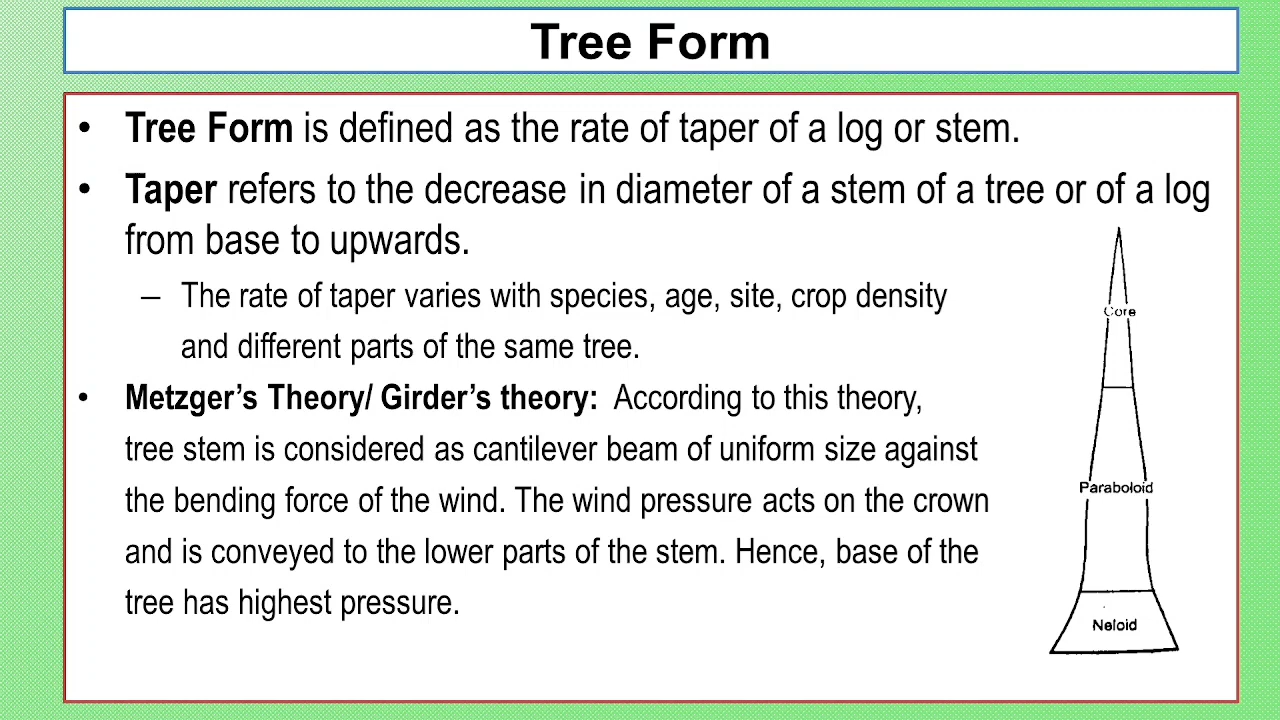 Tree Form
• Tree Form is defined as the rate of taper of a log or stem.
• Taper refers to the decrease in diameter of a stem of a tree or of a log
from base to upwards.
– The rate of taper varies with species, age, site, crop density
and different parts of the same tree.
• Metzger’s Theory/ Girder’s theory: According to this theory,
tree stem is considered as cantilever beam of uniform size against
the bending force of the wind. The wind pressure acts on the crown
and is conveyed to the lower parts of the stem. Hence, base of the
tree has highest pressure.
Core
Paraboloid
Neloid